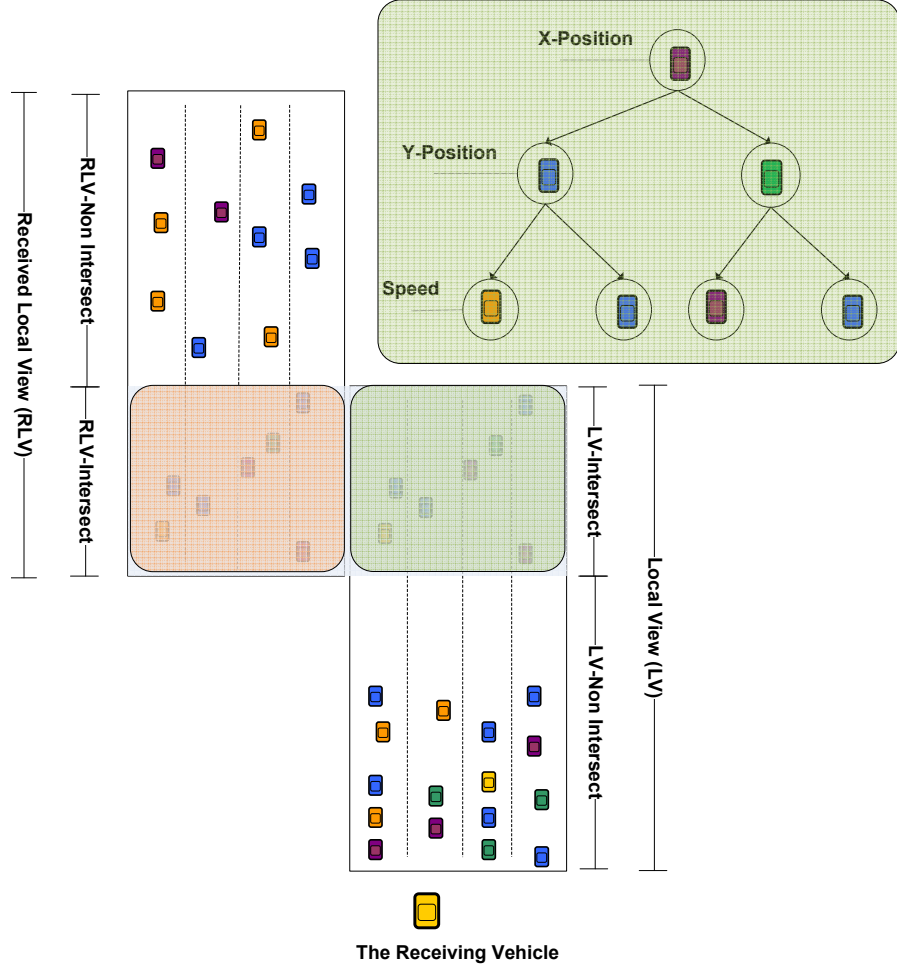 X-Position
Y-Position
Speed
Received Local View (RLV)
RLV-Non Intersect
RLV-Intersect
LV-Intersect
LV-Non Intersect
Local View (LV)
The Receiving Vehicle